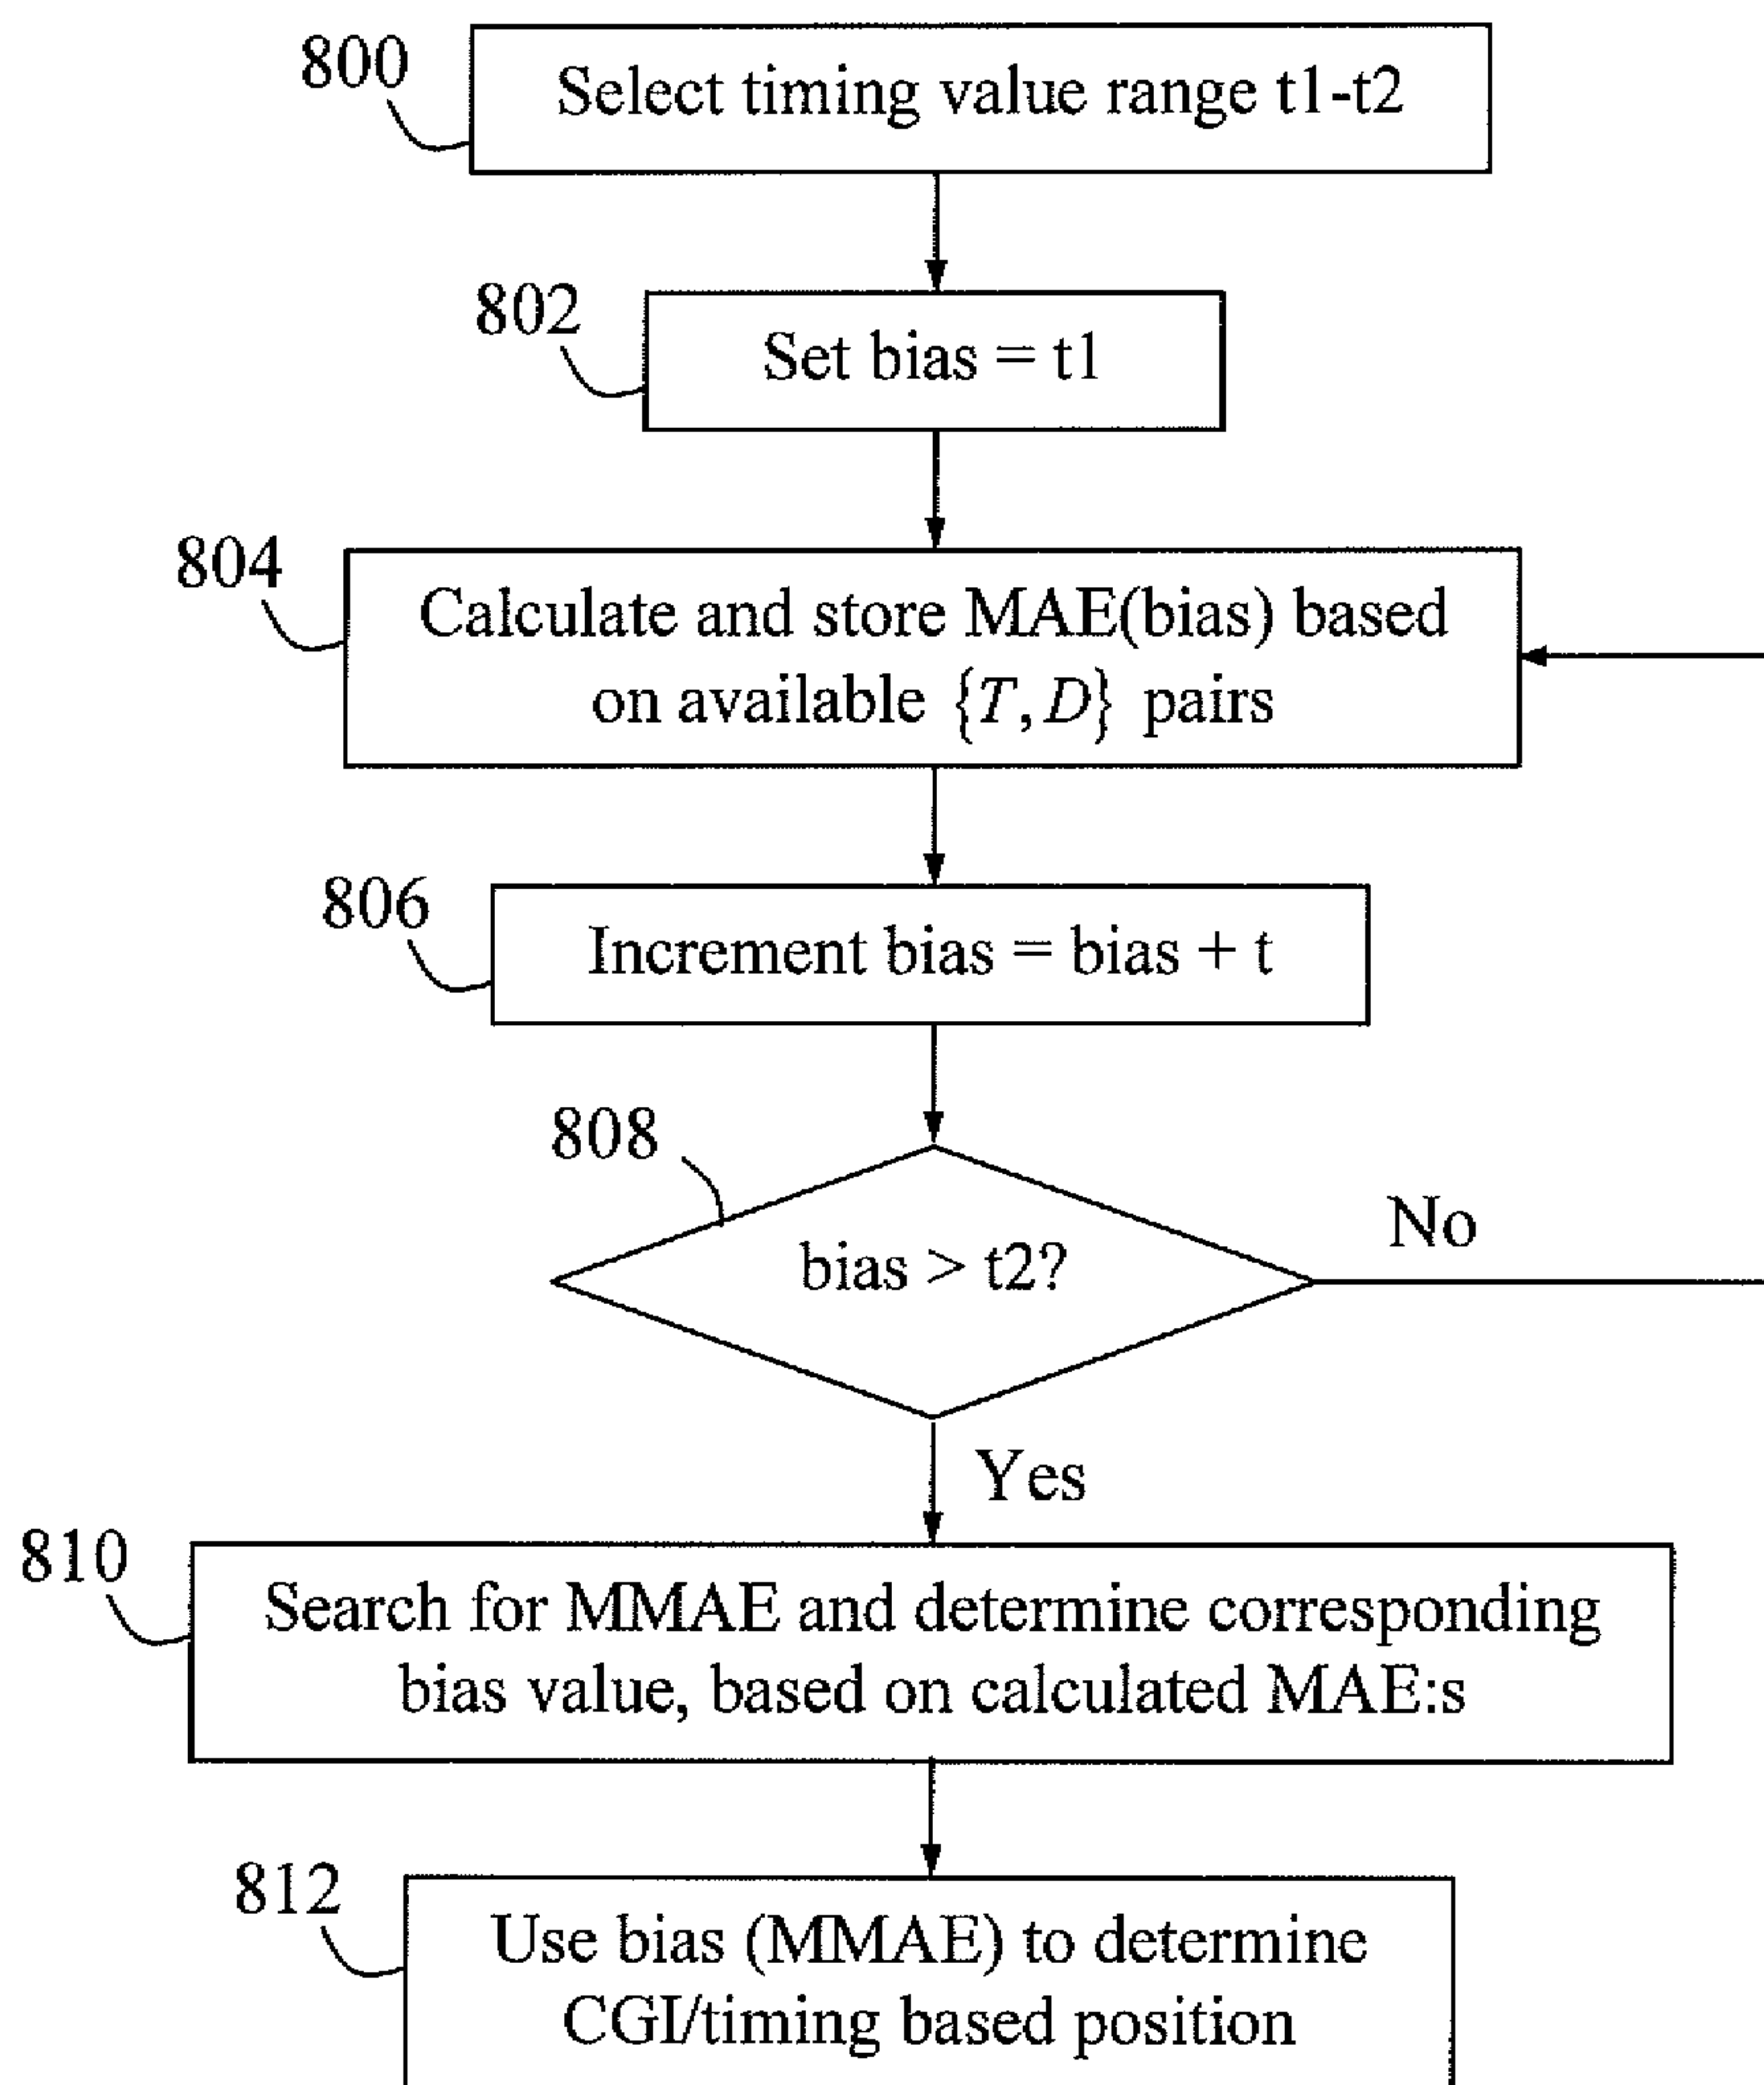 800
Select timing value range t1-t2
802
Set bias = t1
804
Calculate and store MAE(bias) based
on available {T, D} pairs
806
Increment bias = bias + t
808
bias > t2?
No
Yes
810
Search for MMAE and determine corresponding
bias value, based on calculated MAE:s
812
Use bias (MMAE) to determine
CGI/timing based position